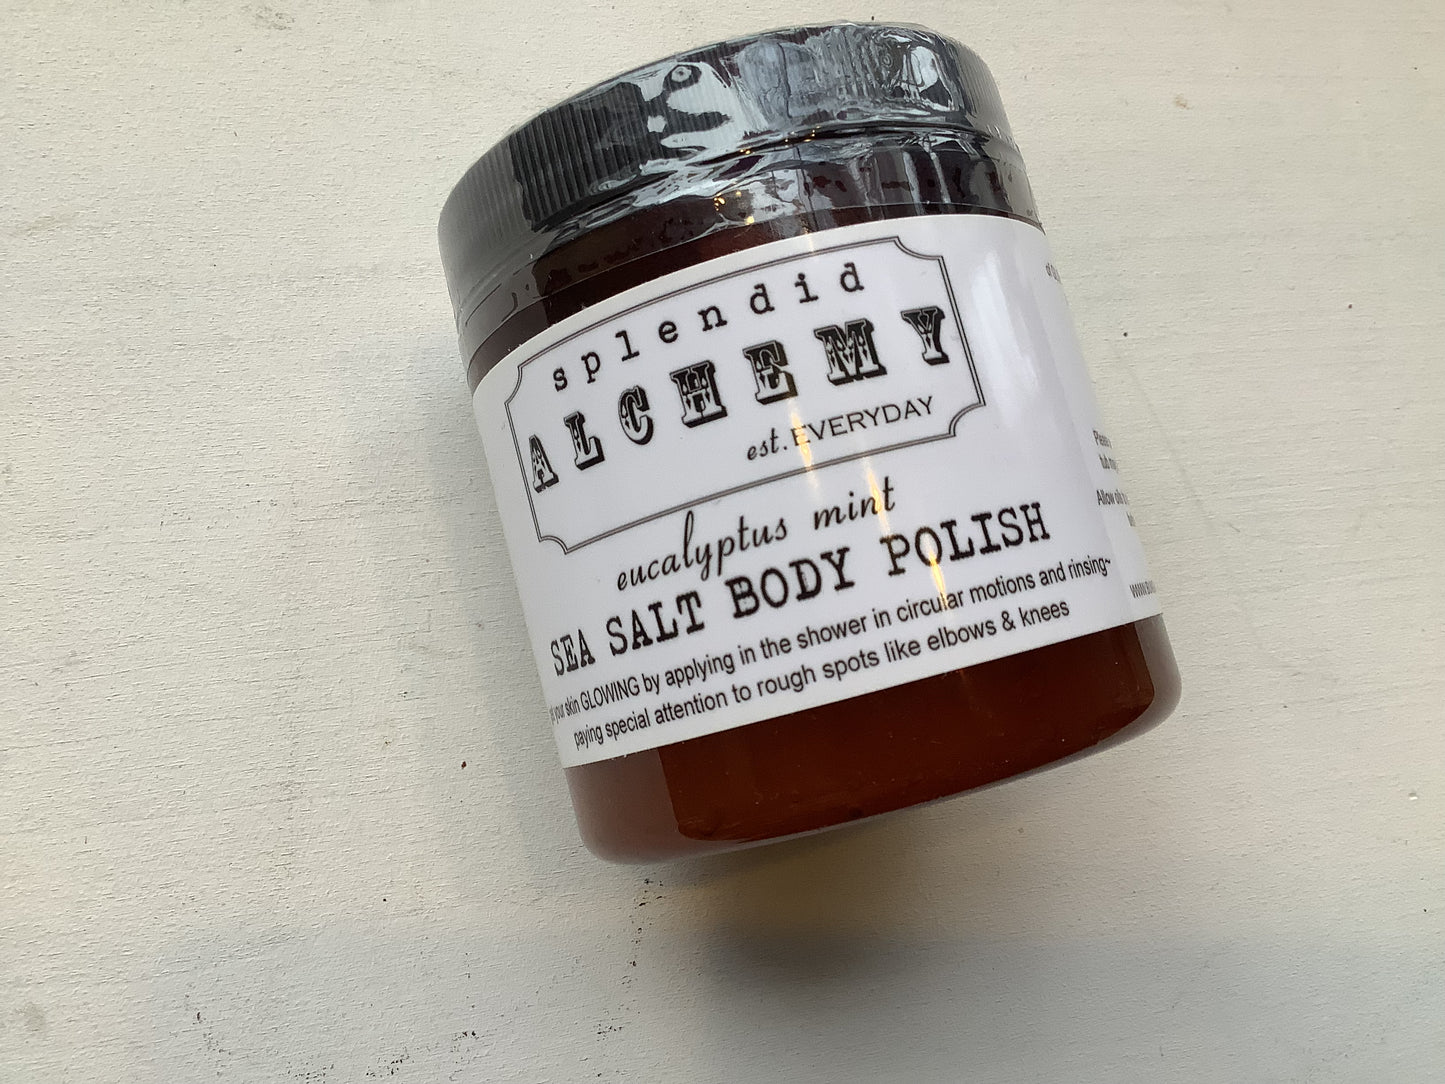 splendid
ALCHEMY
est. EVERYDAY
eucalyptus mint
SEA SALT BODY POLISH
your skin GLOWING by applying in the shower in circular motions and rinsing~
paying special attention to rough spots like elbows & knees
Allow